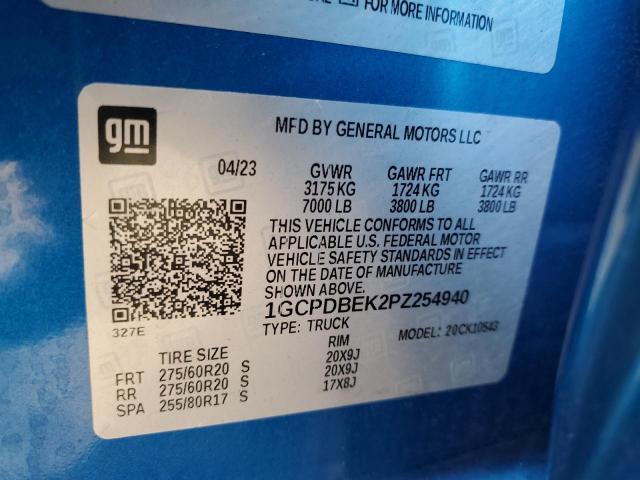 FOR MORE INFORMATION
gm
gm
MFD BY GENERAL MOTORS LLC
04/23 GVWR GAWR FRT GAWR RR
3175 KG 1724 KG 1724 KG
7000 LB 3800 LB 3800 LB
THIS VEHICLE CONFORMS TO ALL
APPLICABLE U.S. FEDERAL MOTOR
VEHICLE SAFETY STANDARDS IN EFFECT
ON THE DATE OF MANUFACTURE
SHOWN ABOVE.
1GCPDBEK2PZ254940
327E
TYPE: TRUCK
MODEL: 20CK10543
TIRE SIZE RIM
FRT 275/60R20 S 20X9J
RR 275/60R20 S 20X9J
SPA 255/80R17 S 17X8J